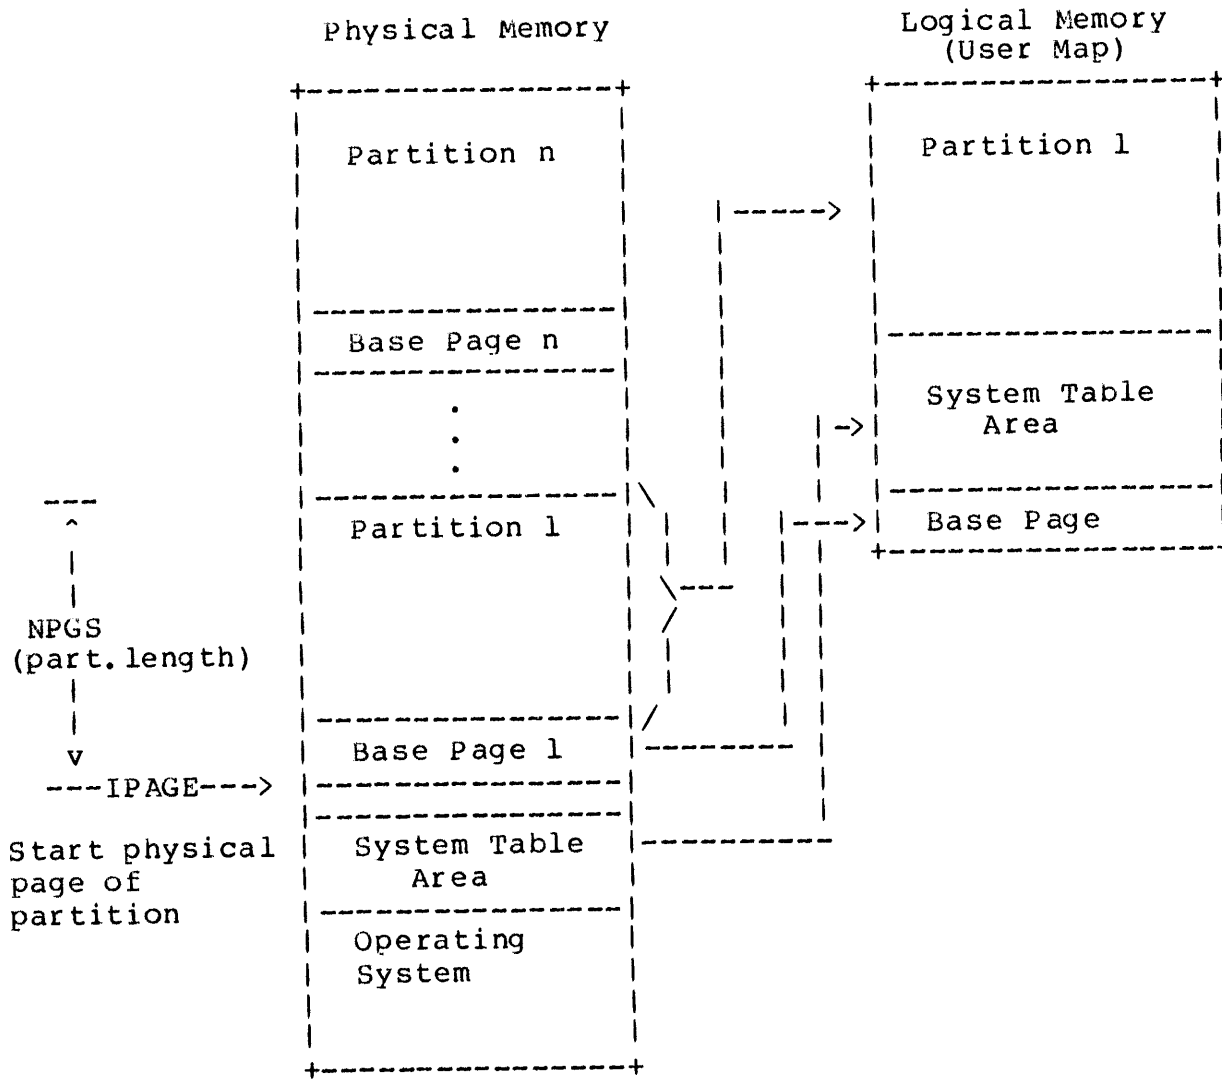 Physical Memory
Logical Memory
(User Map)
Partition n
Base Page n
.
.
.
Partition 1
Base Page 1
System Table
Area
Operating
System
NPGS
(part.length)
---IPAGE--->
Start physical
page of
partition
Partition 1
System Table
Area
Base Page